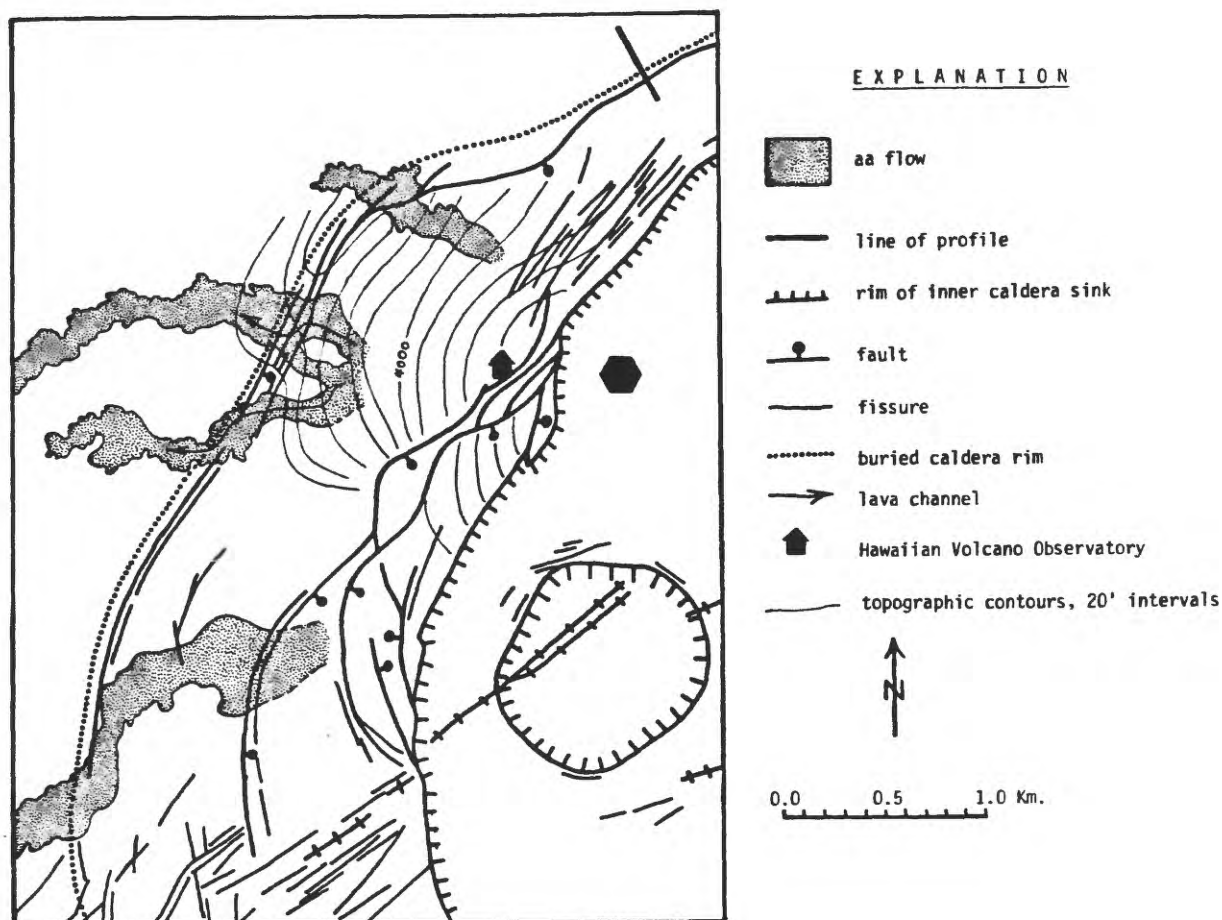 4000
E X P L A N A T I O N
aa flow
line of profile
rim of inner caldera sink
fault
fissure
buried caldera rim
lava channel
Hawaiian Volcano Observatory
topographic contours, 20' intervals
N
0.0 0.5 1.0 Km.